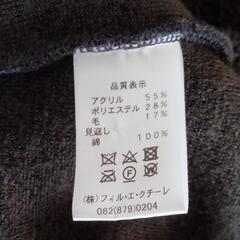 品質表示
アクリル 55%
ポリエステル 28%
毛 17%
見返し
綿 100%
(株)フィル・エ・クチーレ
082(879)0204